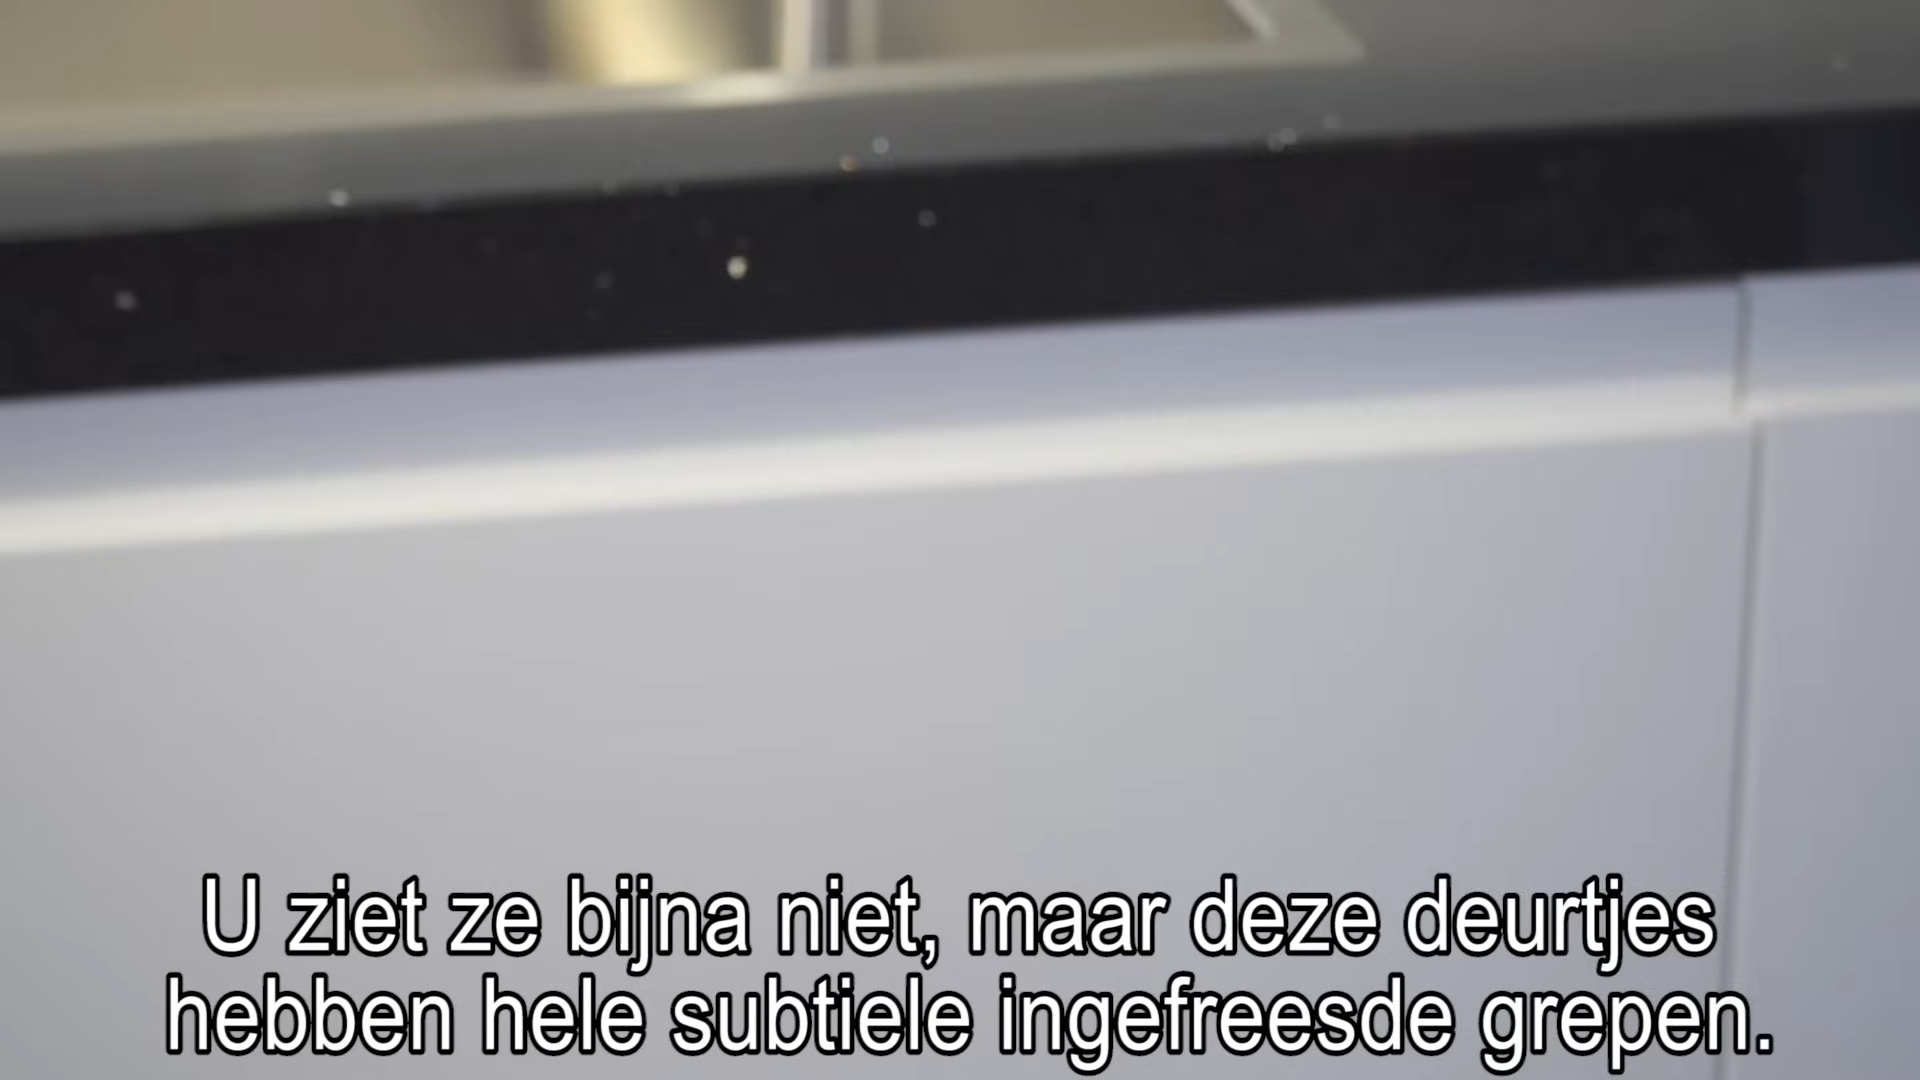 U ziet ze bijna niet, maar deze deurtjes
hebben hele subtiele ingefreesde grepen.